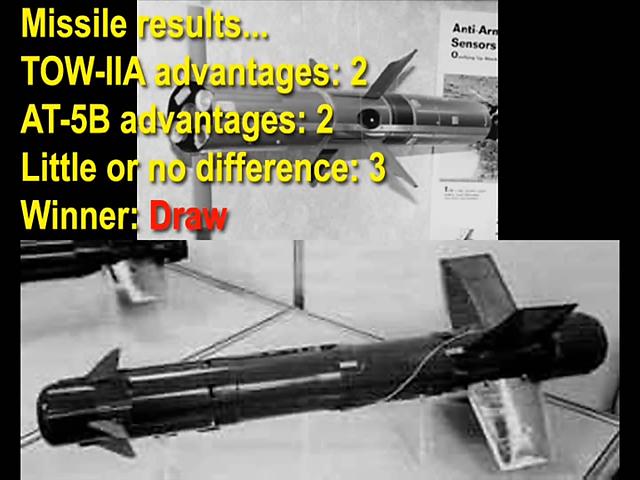 Missile results...
TOW-IIA advantages: 2
AT-5B advantages: 2
Little or no difference: 3
Winner: Draw
Anti-Arm
Sensors